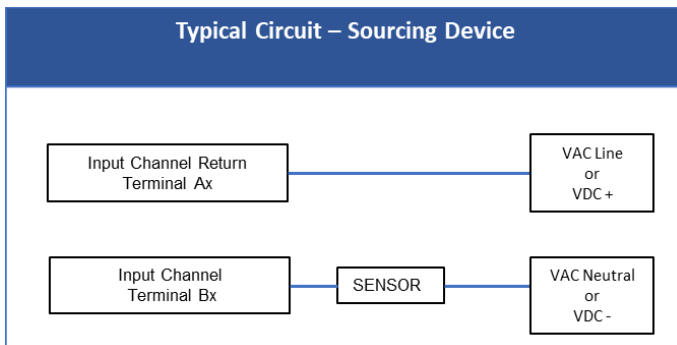 Typical Circuit – Sourcing Device
Input Channel Return
Terminal Ax
VAC Line
or
VDC +
Input Channel
Terminal Bx
SENSOR
VAC Neutral
or
VDC -